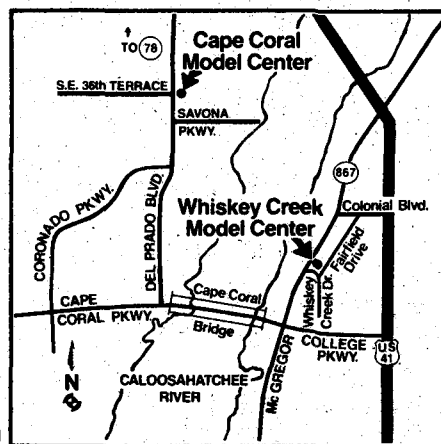 TO 78
Cape Coral
Model Center
S.E. 36th TERRACE
SAVONA
PKWY.
867
Colonial Blvd.
CORONADO PKWY.
DEL PRADO BLVD.
Whiskey Creek
Model Center
Fairfield
Drive
Whiskey
Creek Dr.
CAPE
CORAL PKWY.
Cape Coral
Bridge
COLLEGE
PKWY.
US
41
McGREGOR
CALOOSAHATCHEE
RIVER
N